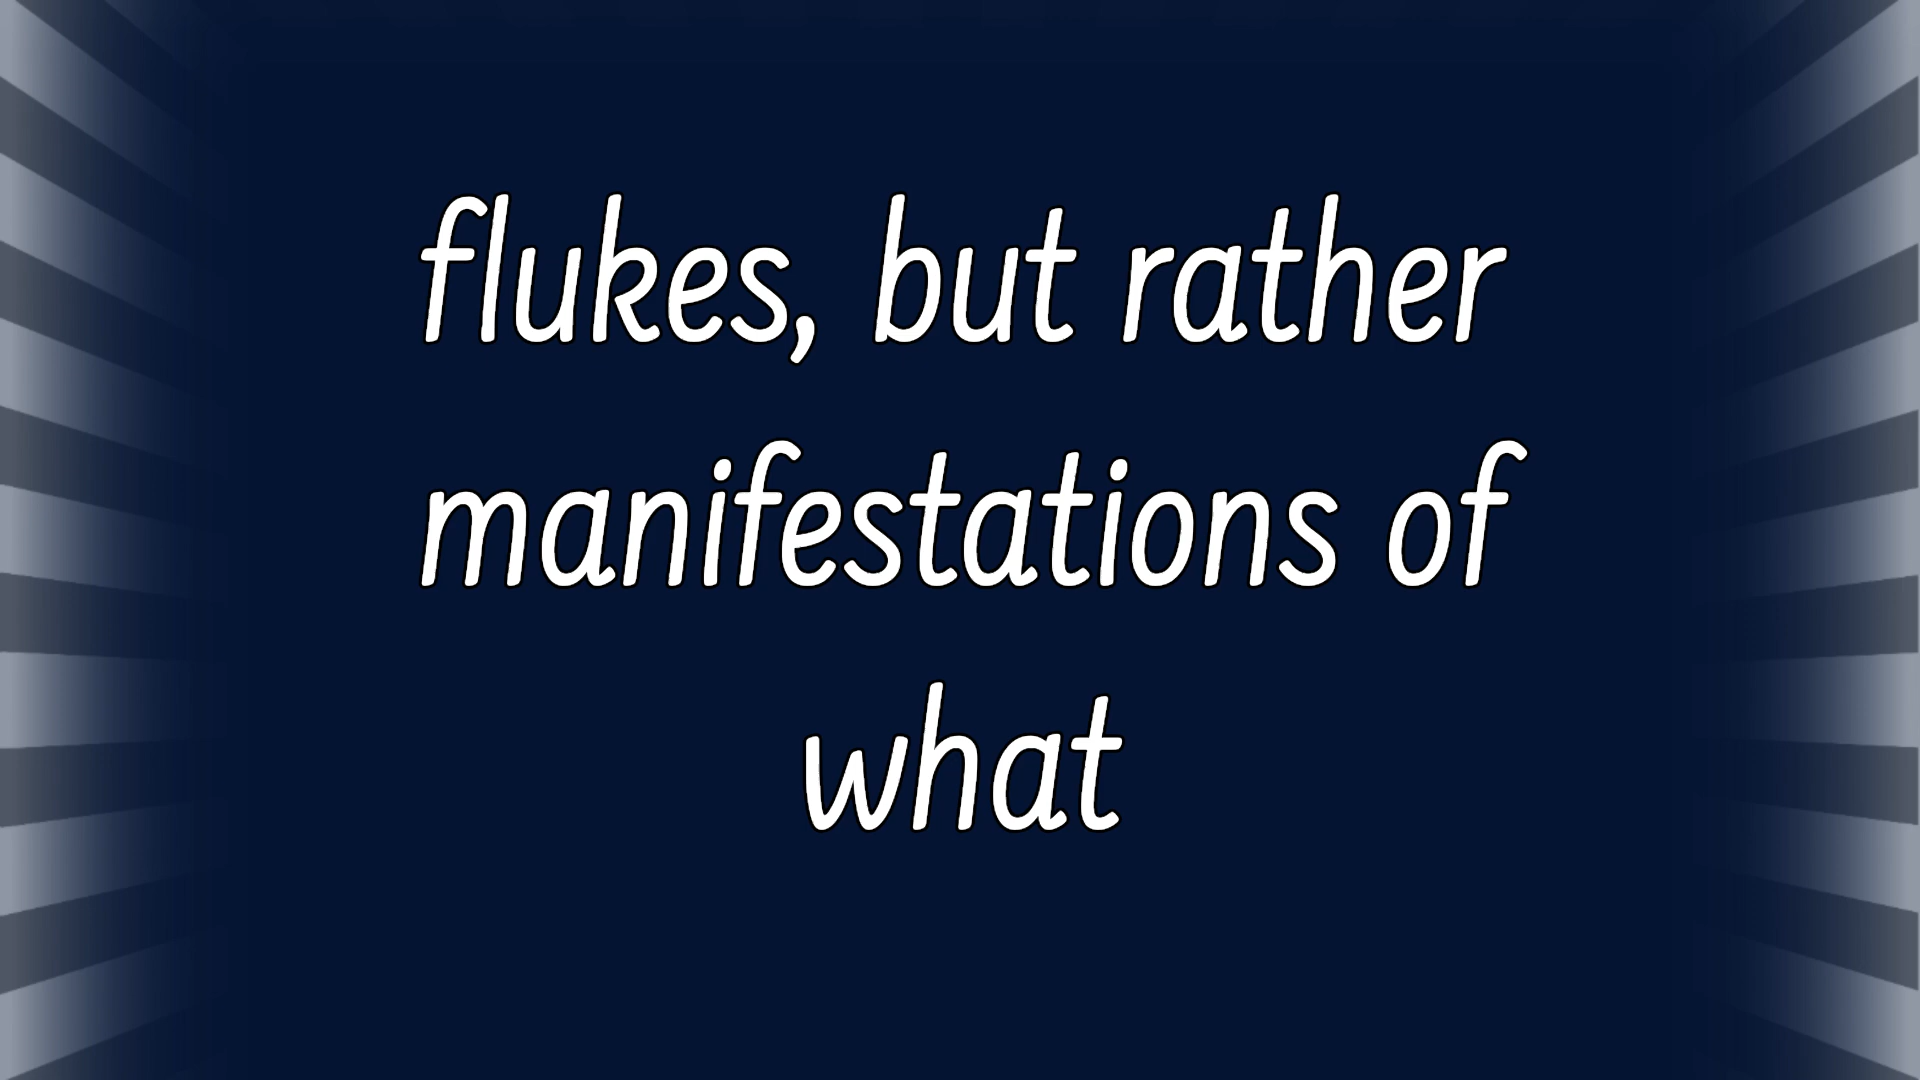 flukes, but rather
manifestations of
what